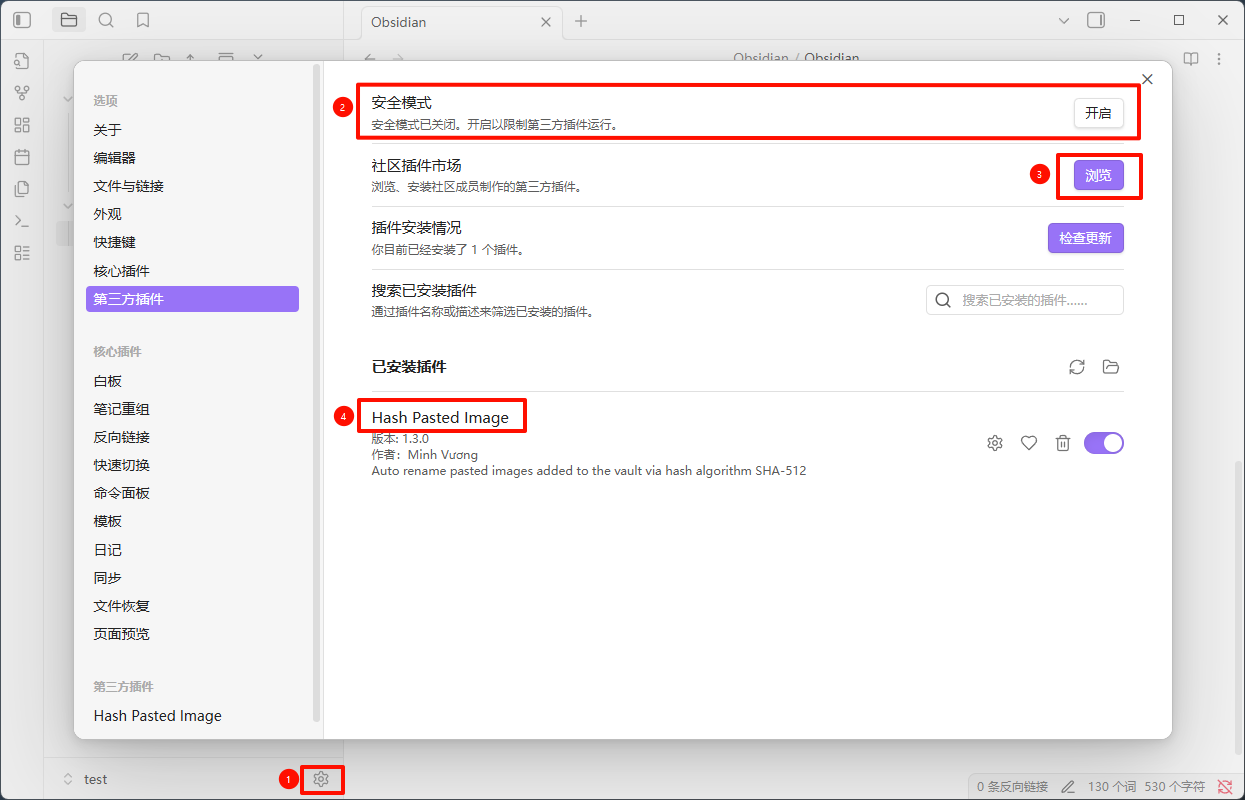 Obsidian
Obsidian / Obsidian
选项
关于
编辑器
文件与链接
外观
快捷键
核心插件
第三方插件
核心插件
白板
笔记重组
反向链接
快速切换
命令面板
模板
日记
同步
文件恢复
页面预览
第三方插件
Hash Pasted Image
2
安全模式
安全模式已关闭。开启以限制第三方插件运行。
开启
社区插件市场
浏览、安装社区成员制作的第三方插件。
3
浏览
插件安装情况
你目前已经安装了 1 个插件。
检查更新
搜索已安装插件
通过插件名称或描述来筛选已安装的插件。
搜索已安装的插件......
已安装插件
4
Hash Pasted Image
版本: 1.3.0
作者：Minh Vương
Auto rename pasted images added to the vault via hash algorithm SHA-512
test
1
0 条反向链接 130 个词 530 个字符